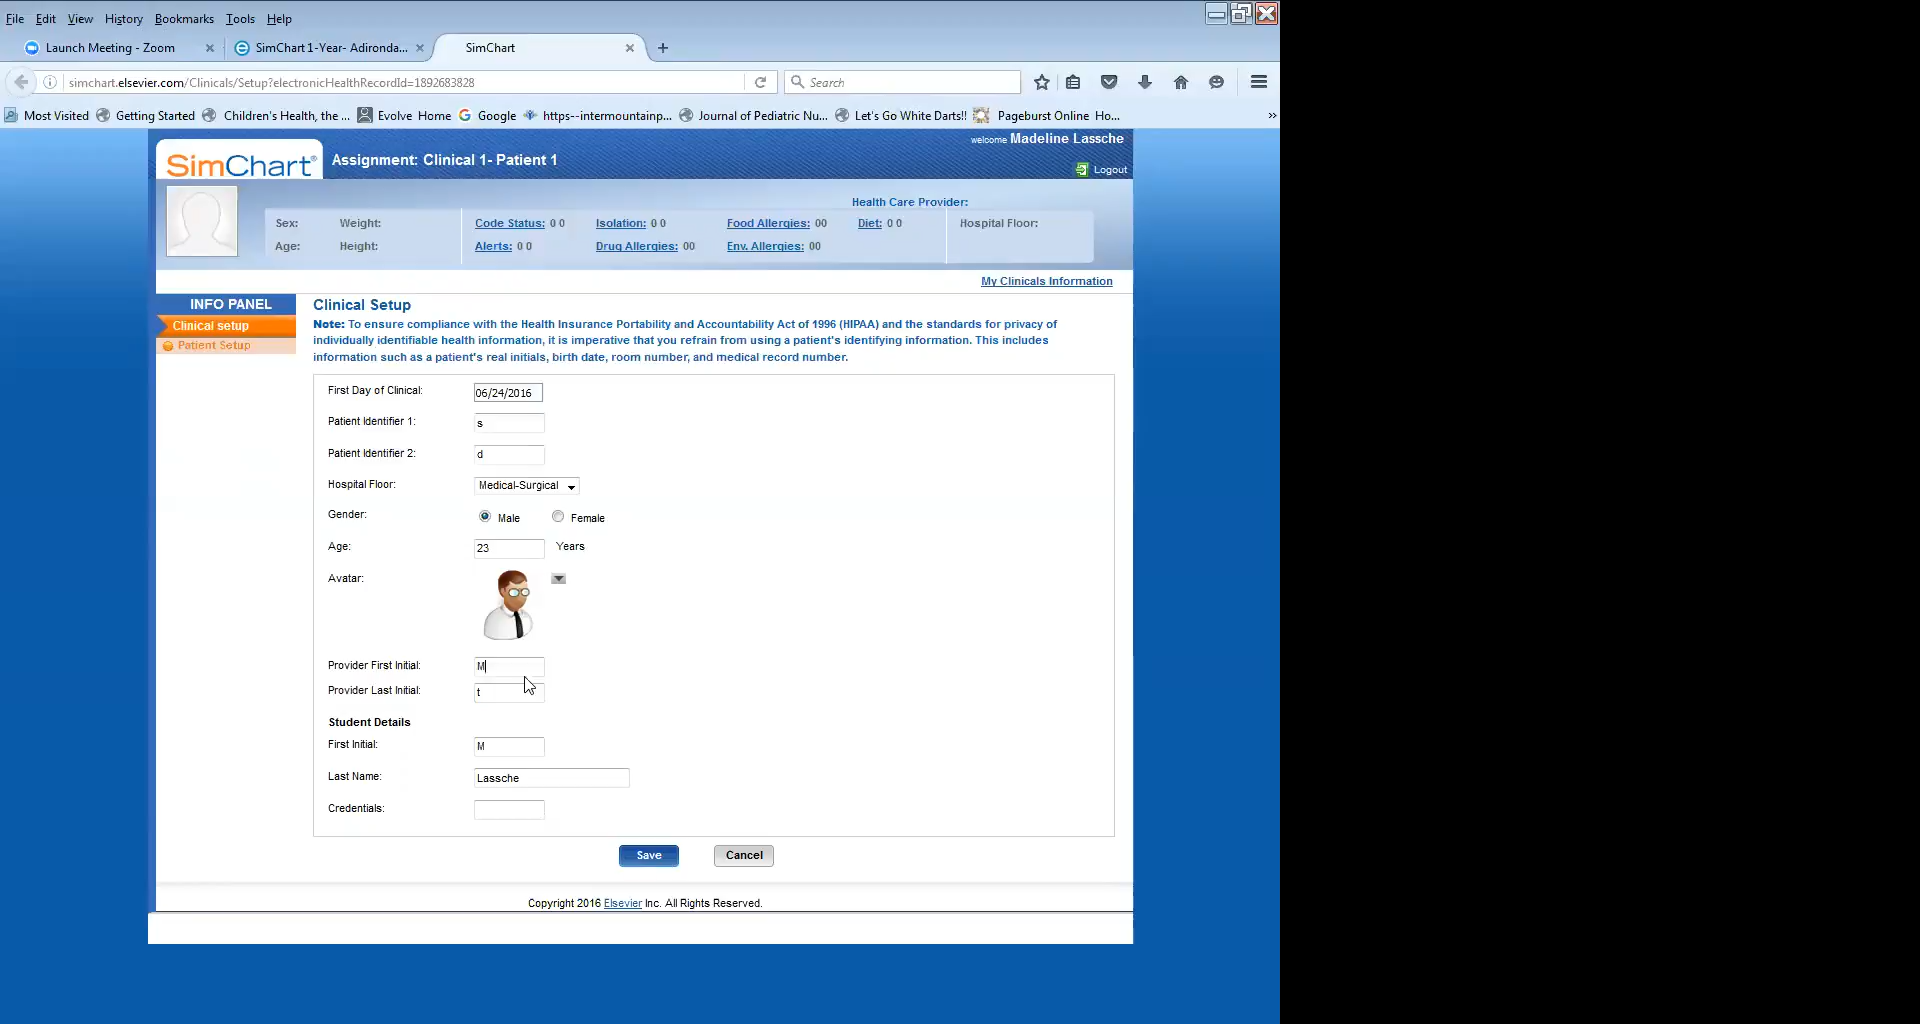 File Edit View History Bookmarks Tools Help
Launch Meeting - Zoom × SimChart 1-Year- Adironda... × SimChart × +
simchart.elsevier.com/Clinicals/Setup?electronicHealthRecordId=1892683828 Search
Most Visited Getting Started Children's Health, the ... Evolve Home Google https--intermountainp... Journal of Pediatric Nu... Let's Go White Darts!! Pageburst Online Ho... »
welcome Madeline Lassche
SimChart® Assignment: Clinical 1- Patient 1
Logout
Health Care Provider:
Sex: Weight: Code Status: 0 0 Isolation: 0 0 Food Allergies: 00 Diet: 0 0 Hospital Floor:
Age: Height: Alerts: 0 0 Drug Allergies: 00 Env. Allergies: 00
My Clinicals Information
INFO PANEL
Clinical setup
Patient Setup
Clinical Setup
Note: To ensure compliance with the Health Insurance Portability and Accountability Act of 1996 (HIPAA) and the standards for privacy of
individually identifiable health information, it is imperative that you refrain from using a patient's identifying information. This includes
information such as a patient's real initials, birth date, room number, and medical record number.
First Day of Clinical: 06/24/2016
Patient Identifier 1: s
Patient Identifier 2: d
Hospital Floor: Medical-Surgical
Gender: Male Female
Age: 23 Years
Avatar:
Provider First Initial: M
Provider Last Initial: t
Student Details
First Initial: M
Last Name: Lassche
Credentials:
Save Cancel
Copyright 2016 Elsevier Inc. All Rights Reserved.